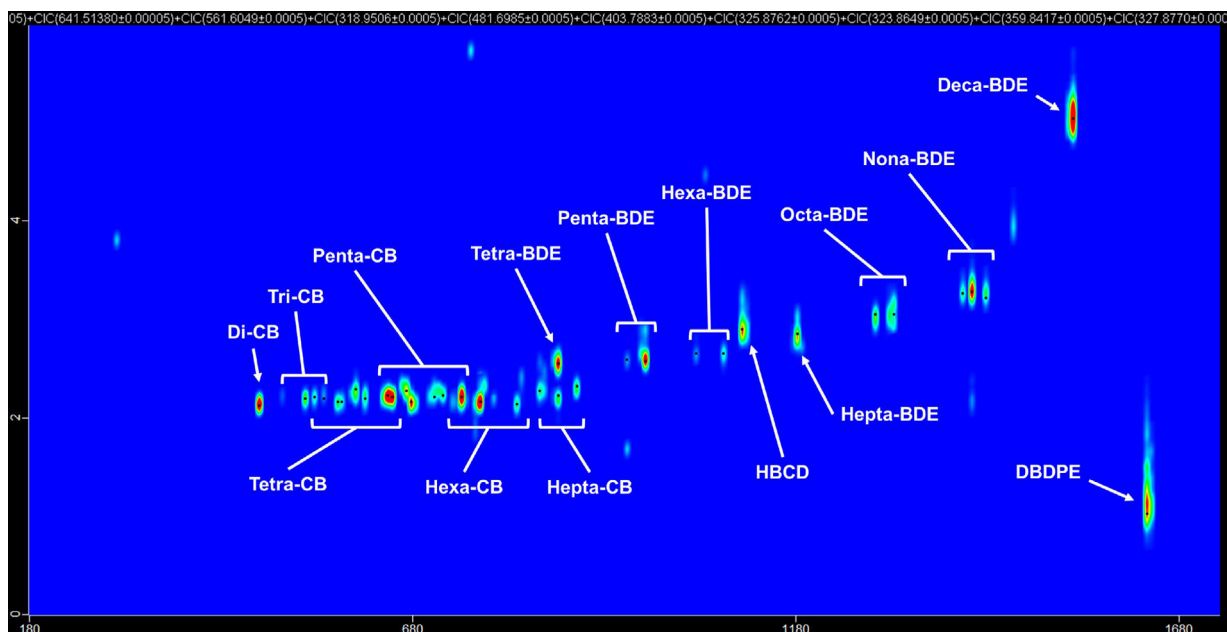 05)+CIC(641.51380±0.00005)+CIC(561.6049±0.0005)+CIC(318.9506±0.0005)+CIC(481.6985±0.0005)+CIC(403.7883±0.0005)+CIC(325.8762±0.0005)+CIC(323.8649±0.0005)+CIC(359.8417±0.0005)+CIC(327.8770±0.000
Deca-BDE
Nona-BDE
Hexa-BDE
Octa-BDE
Penta-BDE
4
Tetra-BDE
Penta-CB
Tri-CB
Di-CB
2
Hepta-BDE
HBCD
DBDPE
Tetra-CB
Hexa-CB
Hepta-CB
0
180
680
1180
1680